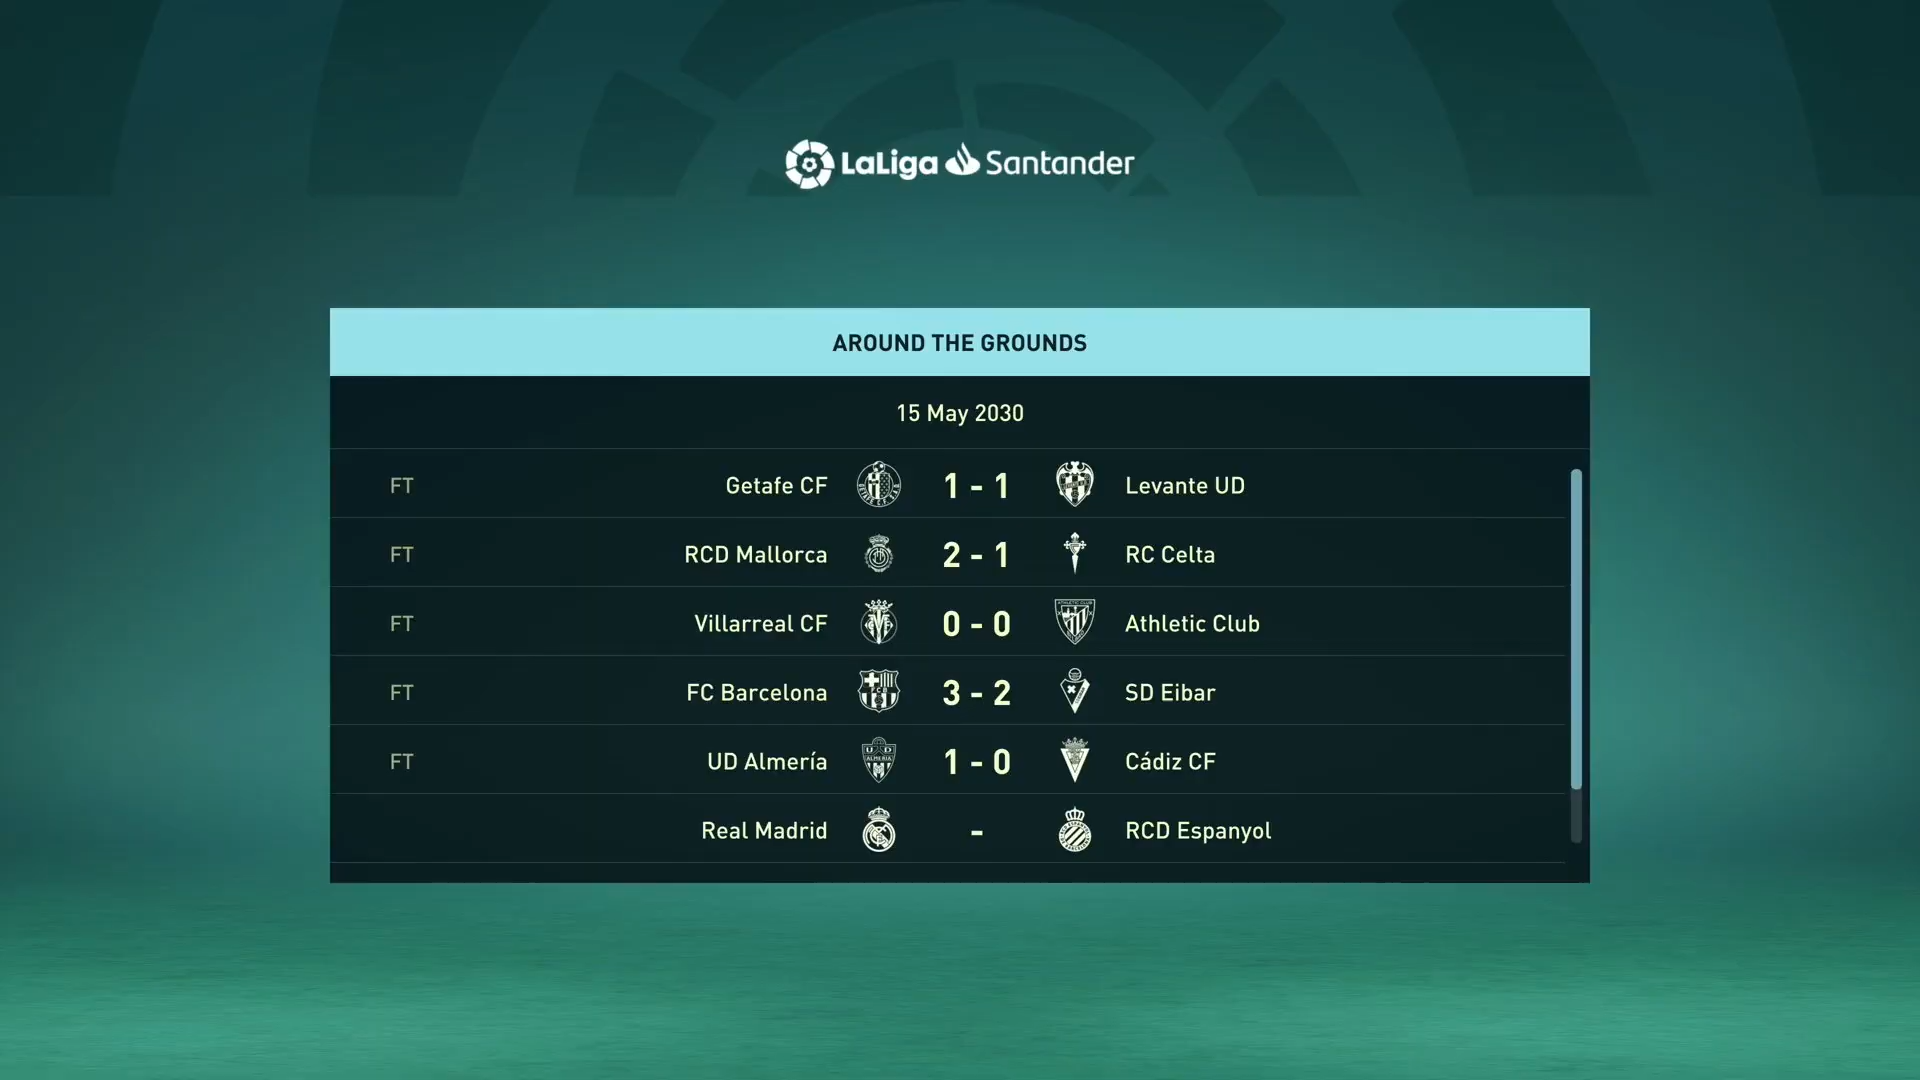 LaLiga Santander
AROUND THE GROUNDS
15 May 2030
FT Getafe CF 1 - 1 Levante UD
FT RCD Mallorca 2 - 1 RC Celta
FT Villarreal CF 0 - 0 Athletic Club
FT FC Barcelona 3 - 2 SD Eibar
FT UD Almería 1 - 0 Cádiz CF
Real Madrid - RCD Espanyol